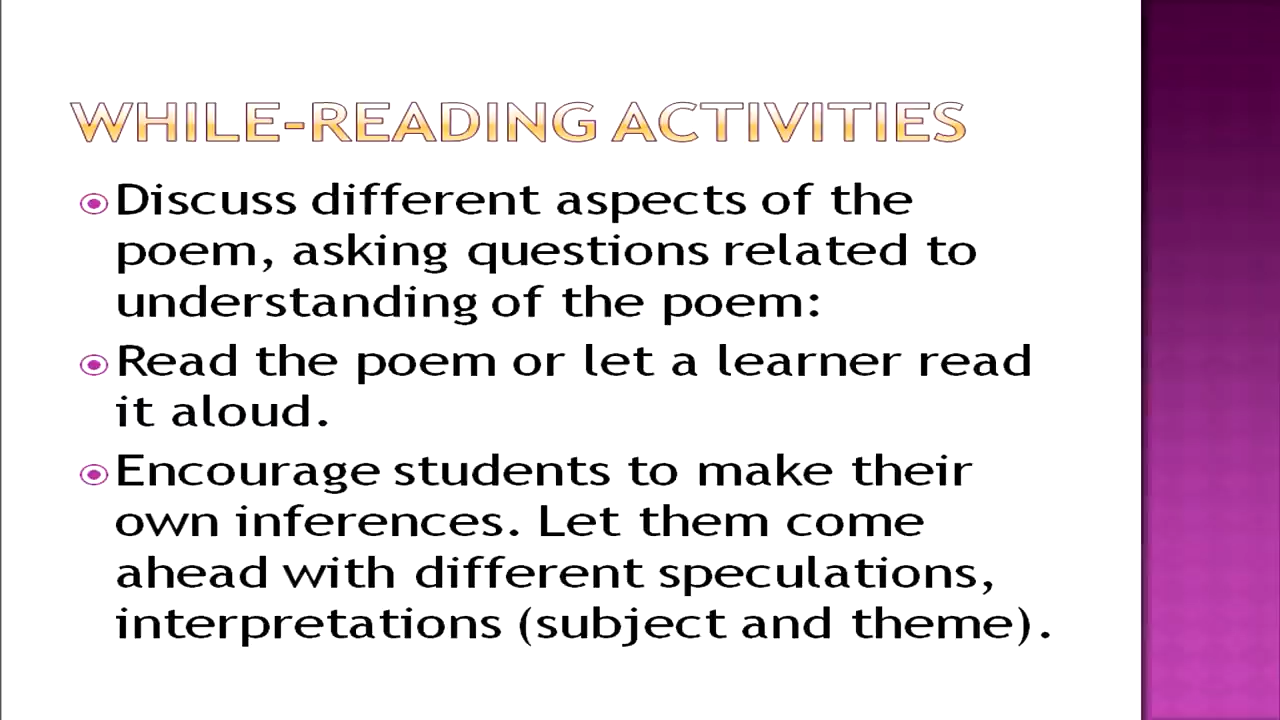 WHILE-READING ACTIVITIES
Discuss different aspects of the
poem, asking questions related to
understanding of the poem:
Read the poem or let a learner read
it aloud.
Encourage students to make their
own inferences. Let them come
ahead with different speculations,
interpretations (subject and theme).